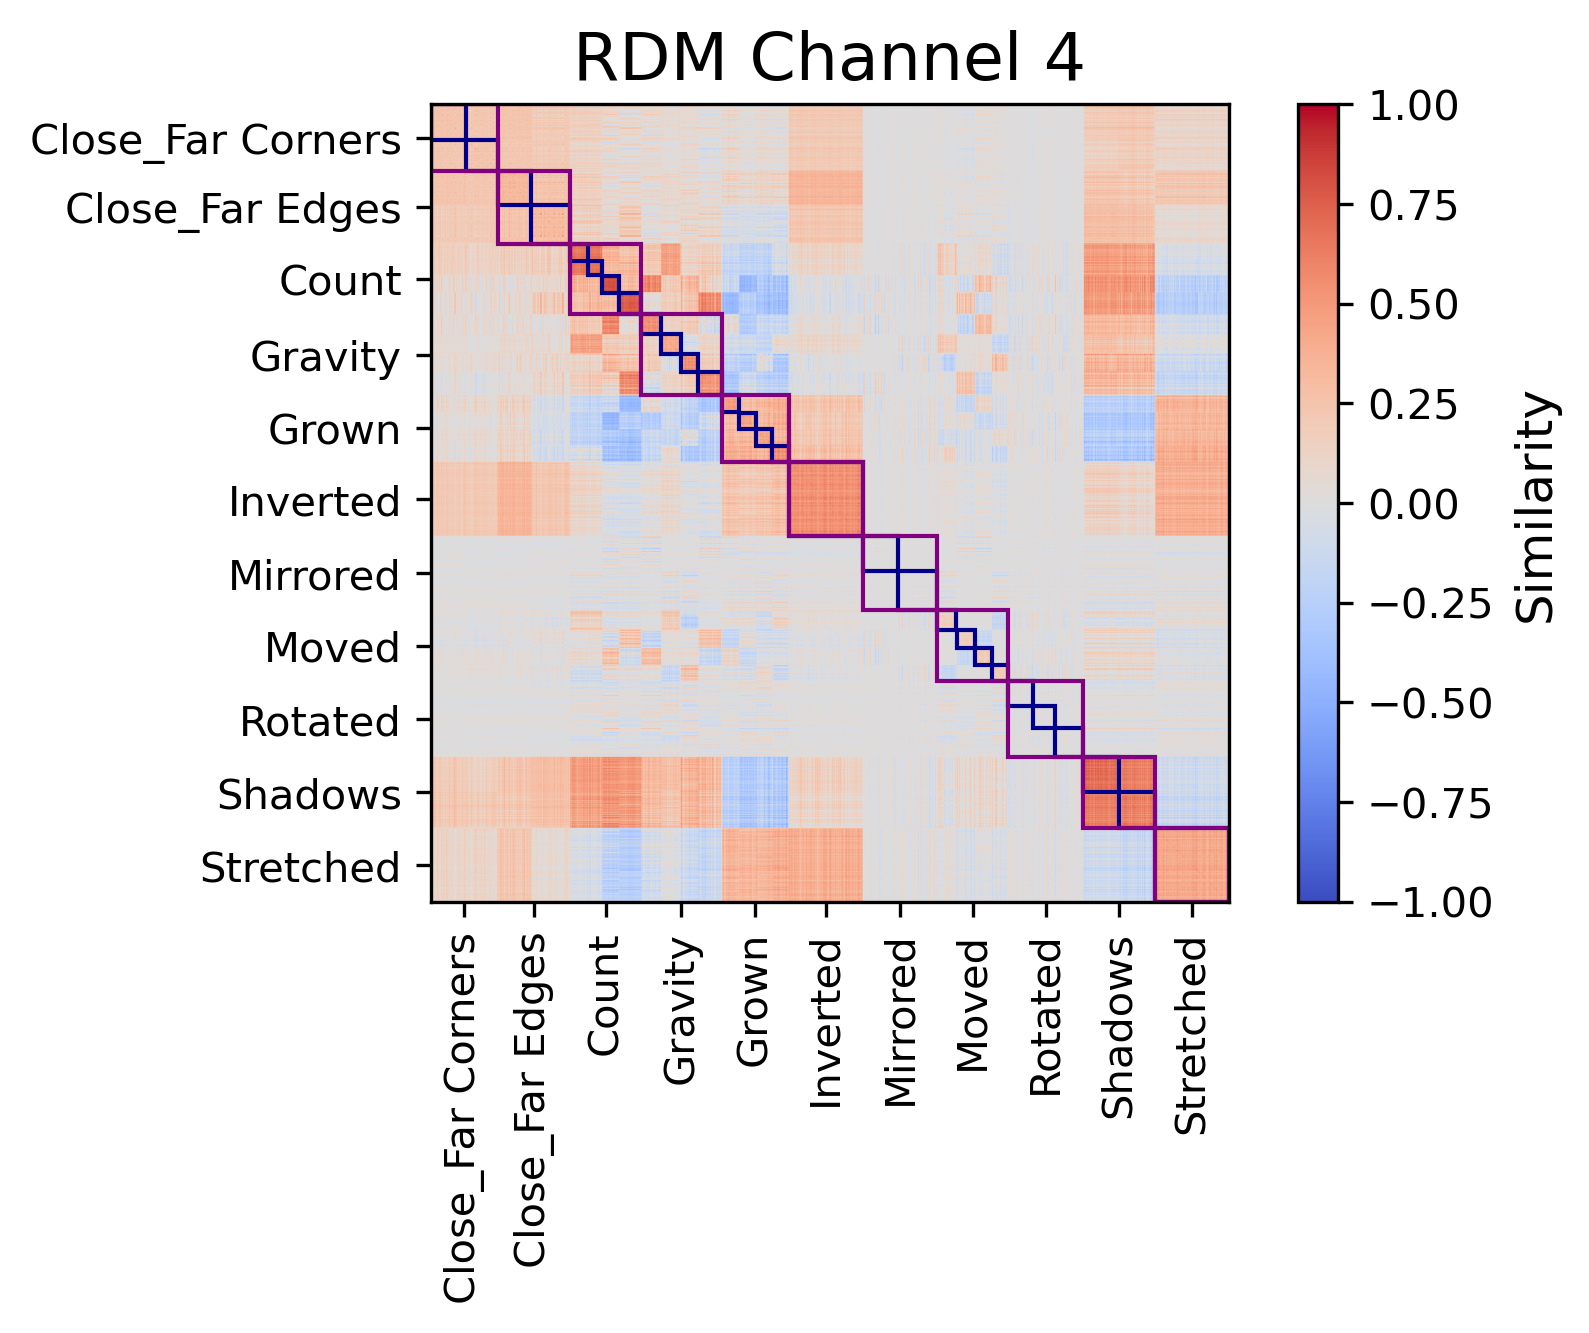 RDM Channel 4
Close_Far Corners
Close_Far Edges
Count
Gravity
Grown
Inverted
Mirrored
Moved
Rotated
Shadows
Stretched
Close_Far Corners
Close_Far Edges
Count
Gravity
Grown
Inverted
Mirrored
Moved
Rotated
Shadows
Stretched
1.00
0.75
0.50
0.25
0.00
−0.25
−0.50
−0.75
−1.00
Similarity